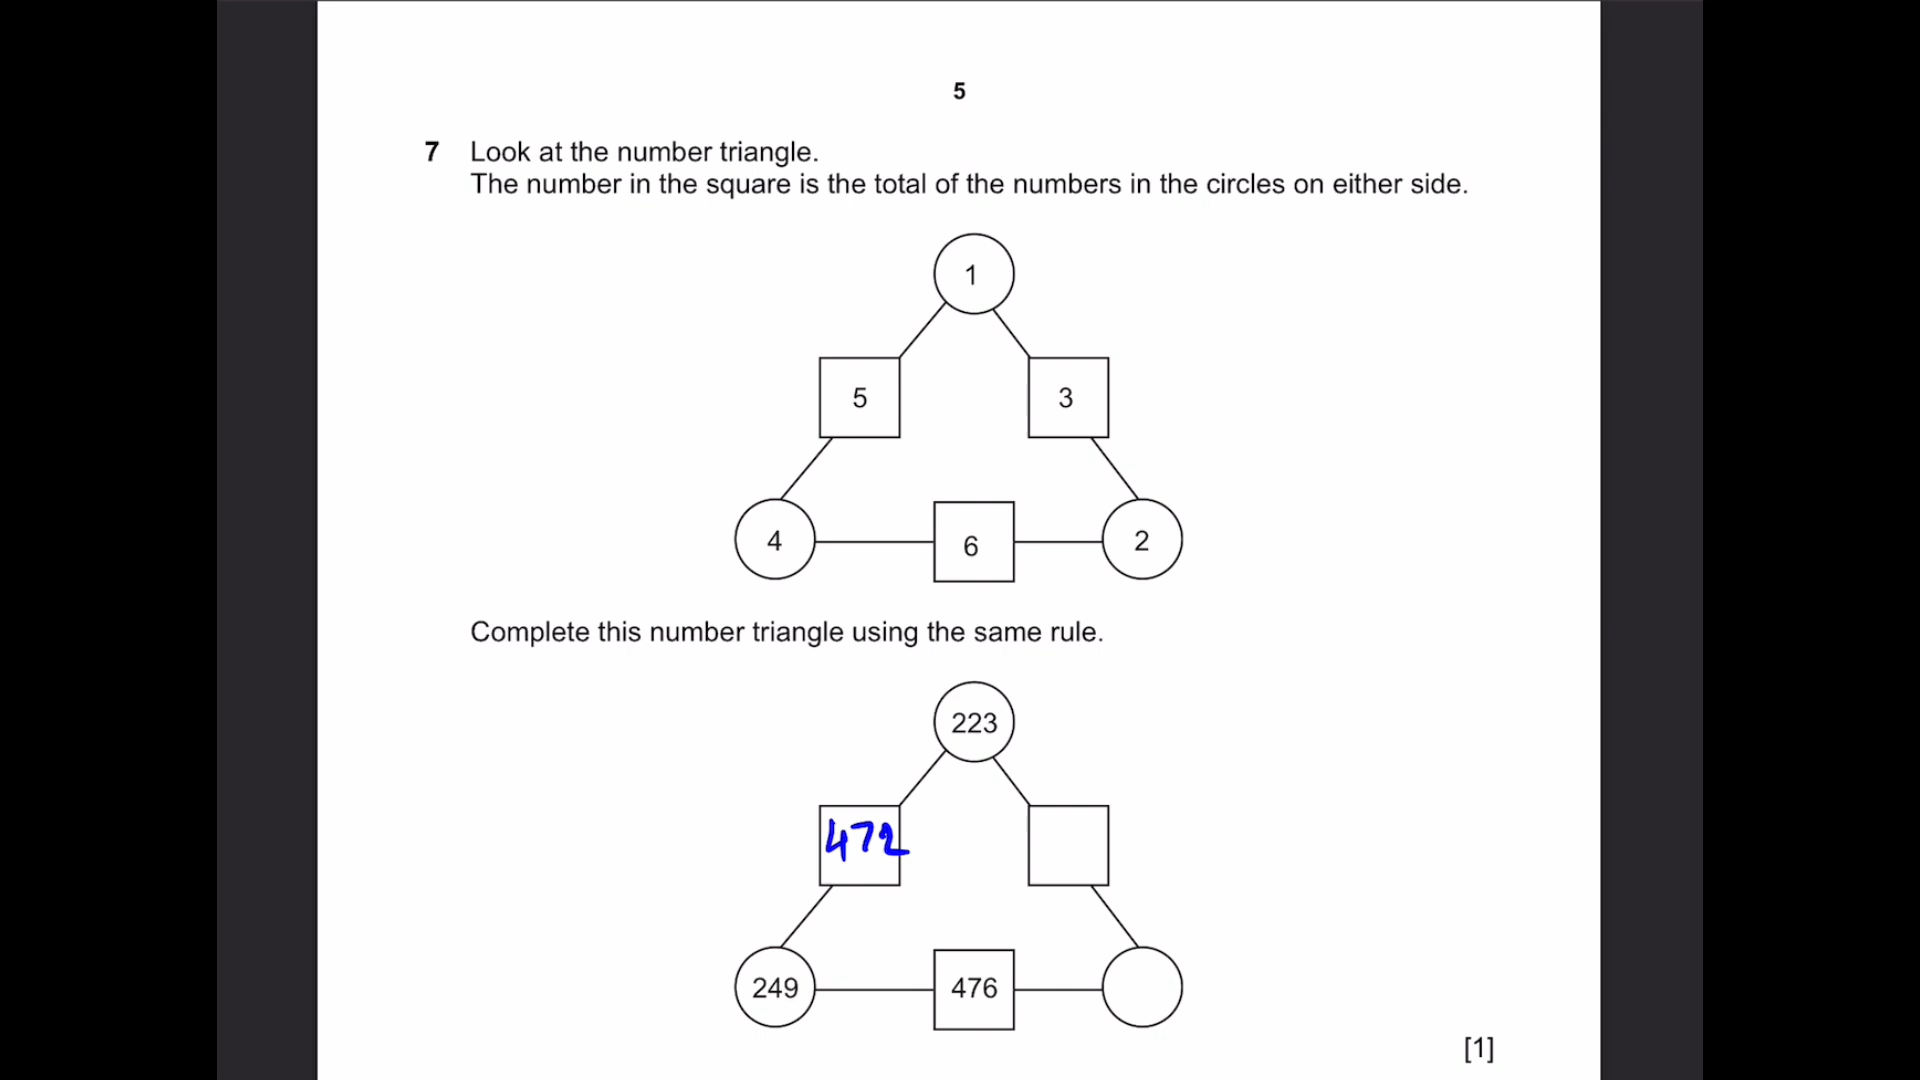 5
7 Look at the number triangle.
The number in the square is the total of the numbers in the circles on either side.
1
5 3
4 6 2
Complete this number triangle using the same rule.
223
472
249 476
[1]